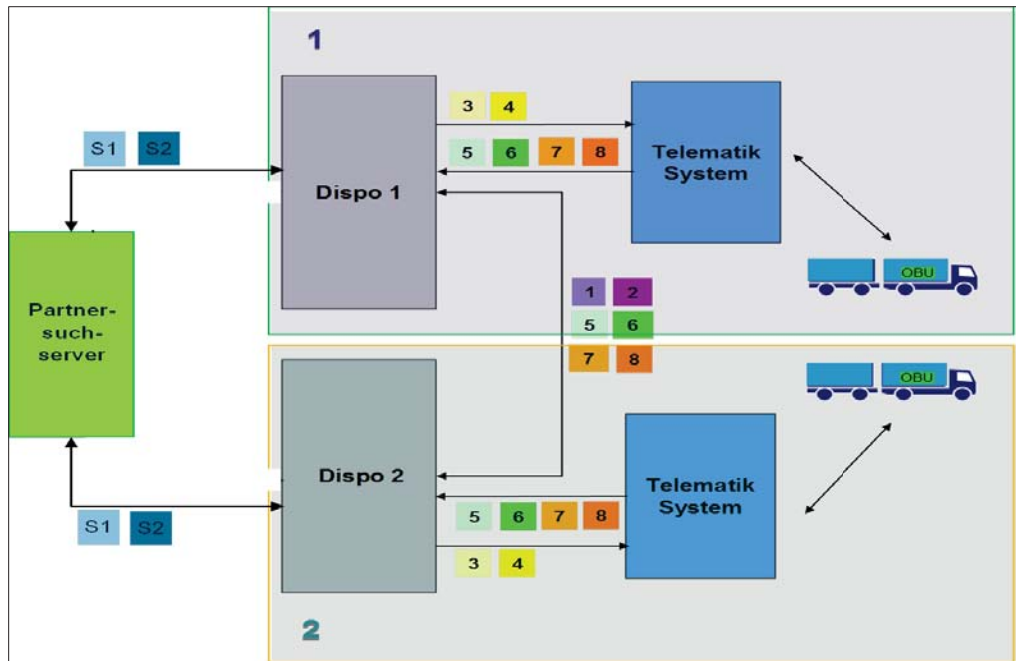 1
3 4
S1 S2
5 6 7 8
Telematik
System
Dispo 1
OBU
Partner-
such-
server
1 2
5 6
7 8
OBU
Dispo 2
Telematik
System
5 6 7 8
S1 S2
3 4
2